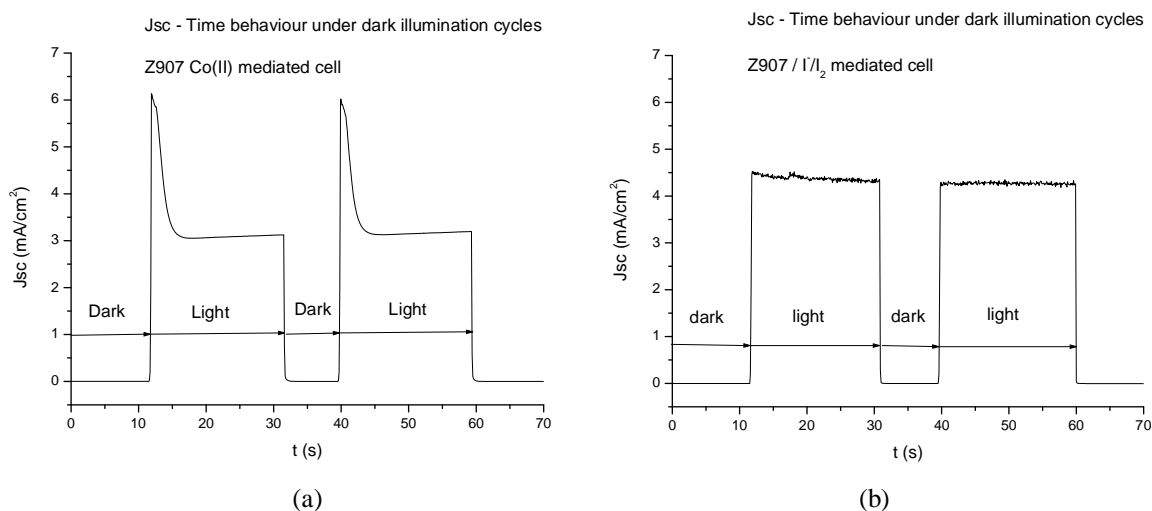 Jsc - Time behaviour under dark illumination cycles
Z907 Co(II) mediated cell
7
6
5
4
3
2
1
0
Jsc (mA/cm²)
Dark
Light
Dark
Light
0 10 20 30 40 50 60 70
t (s)
(a)
Jsc - Time behaviour under dark illumination cycles
Z907 / I⁻/I₂ mediated cell
7
6
5
4
3
2
1
0
Jsc (mA/cm²)
dark
light
dark
light
0 10 20 30 40 50 60 70
t (s)
(b)